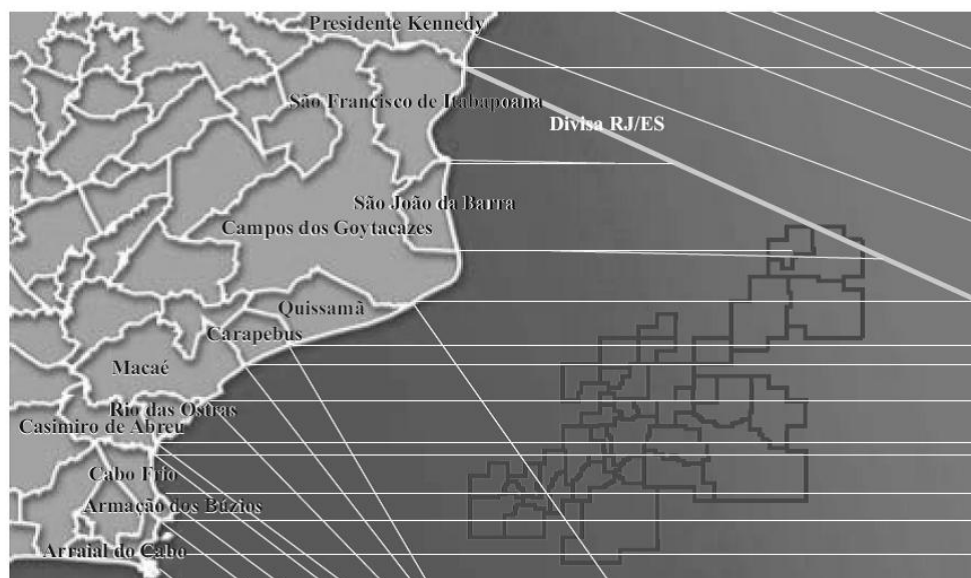 Presidente Kennedy
São Francisco de Itabapoana
Divisa RJ/ES
São João da Barra
Campos dos Goytacazes
Quissamã
Carapebus
Macaé
Rio das Ostras
Casimiro de Abreu
Cabo Frio
Armação dos Búzios
Arraial do Cabo